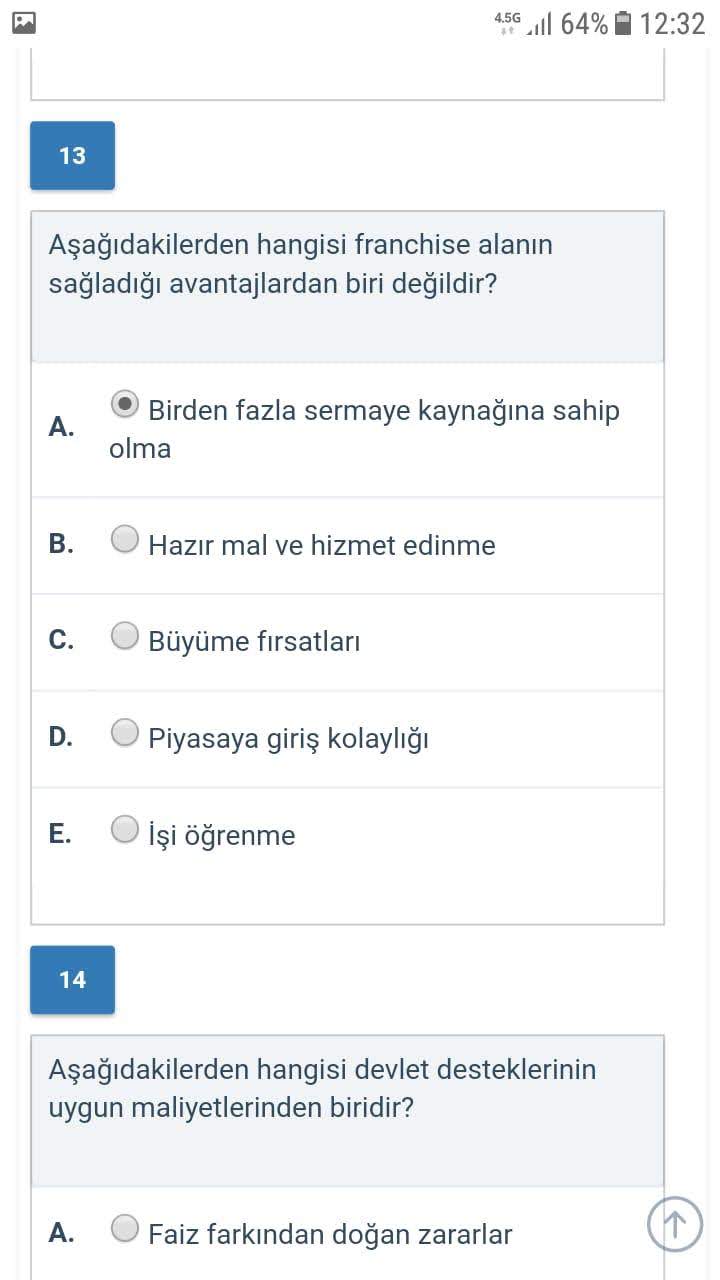 4.5G 64% 12:32
13
Aşağıdakilerden hangisi franchise alanın
sağladığı avantajlardan biri değildir?
A. Birden fazla sermaye kaynağına sahip
olma
B. Hazır mal ve hizmet edinme
C. Büyüme fırsatları
D. Piyasaya giriş kolaylığı
E. İşi öğrenme
14
Aşağıdakilerden hangisi devlet desteklerinin
uygun maliyetlerinden biridir?
A. Faiz farkından doğan zararlar